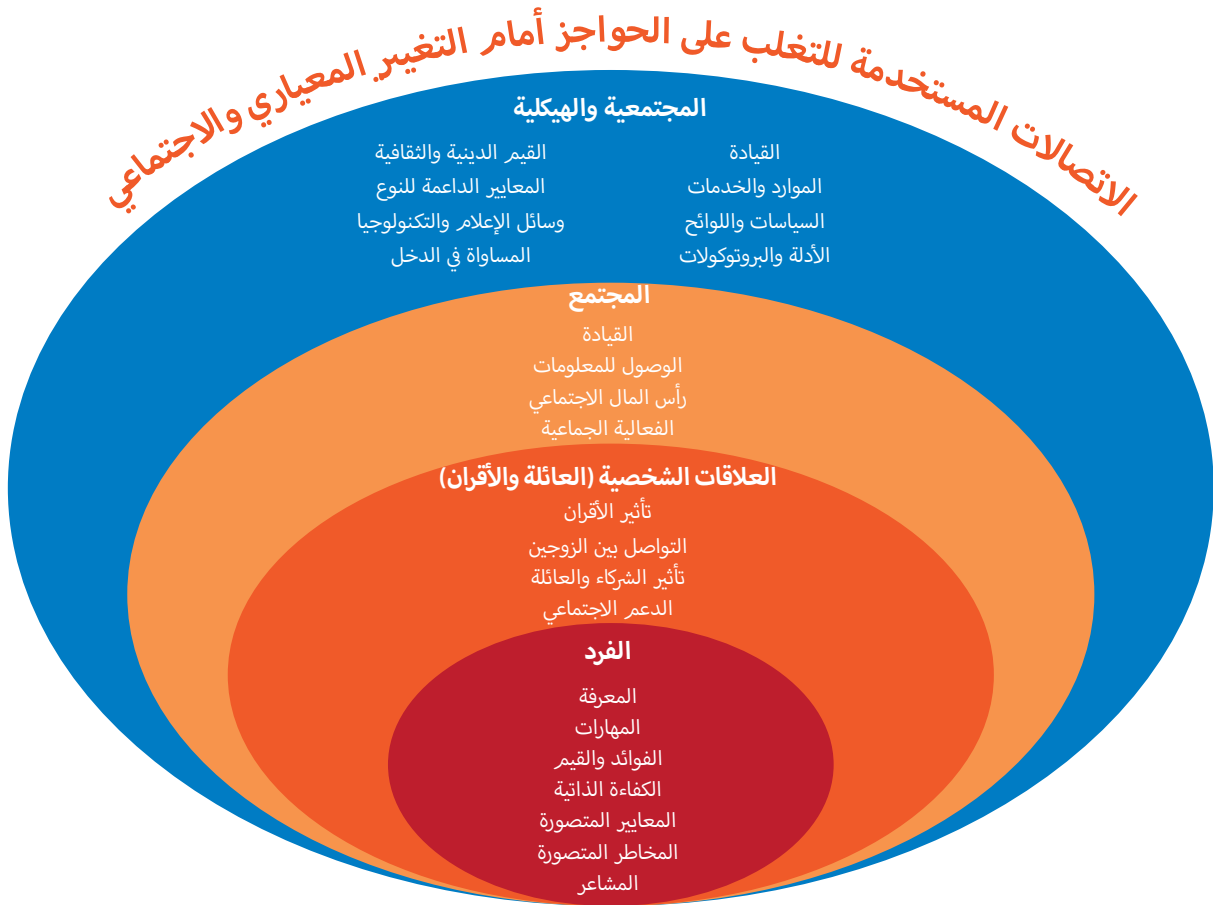 الاتصالات المستخدمة للتغلب على الحواجز أمام التغيير المعياري والاجتماعي
المجتمعية والهيكلية
القيادة
الموارد والخدمات
السياسات واللوائح
الأدلة والبروتوكولات
القيم الدينية والثقافية
المعايير الداعمة للنوع
وسائل الإعلام والتكنولوجيا
المساواة في الدخل
المجتمع
القيادة
الوصول للمعلومات
رأس المال الاجتماعي
الفعالية الجماعية
العلاقات الشخصية (العائلة والأقران)
تأثير الأقران
التواصل بين الزوجين
تأثير الشركاء والعائلة
الدعم الاجتماعي
الفرد
المعرفة
المهارات
الفوائد والقيم
الكفاءة الذاتية
المعايير المتصورة
المخاطر المتصورة
المشاعر